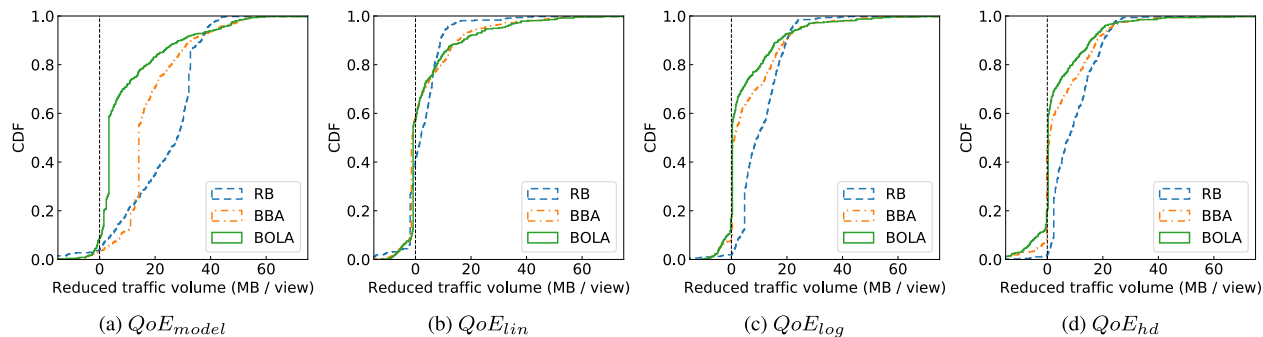 1.0
0.8
0.6
0.4
0.2
0.0
CDF
RB
BBA
BOLA
0 20 40 60
Reduced traffic volume (MB / view)
(a) QoE_model
1.0
0.8
0.6
0.4
0.2
0.0
CDF
RB
BBA
BOLA
0 20 40 60
Reduced traffic volume (MB / view)
(b) QoE_lin
1.0
0.8
0.6
0.4
0.2
0.0
CDF
RB
BBA
BOLA
0 20 40 60
Reduced traffic volume (MB / view)
(c) QoE_log
1.0
0.8
0.6
0.4
0.2
0.0
CDF
RB
BBA
BOLA
0 20 40 60
Reduced traffic volume (MB / view)
(d) QoE_hd